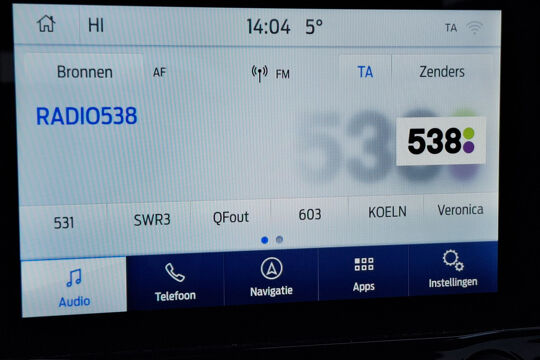 HI 14:04 5° TA
Bronnen AF FM TA Zenders
RADIO538
538
538
531 SWR3 QFout 603 KOELN Veronica
Audio Telefoon Navigatie Apps Instellingen